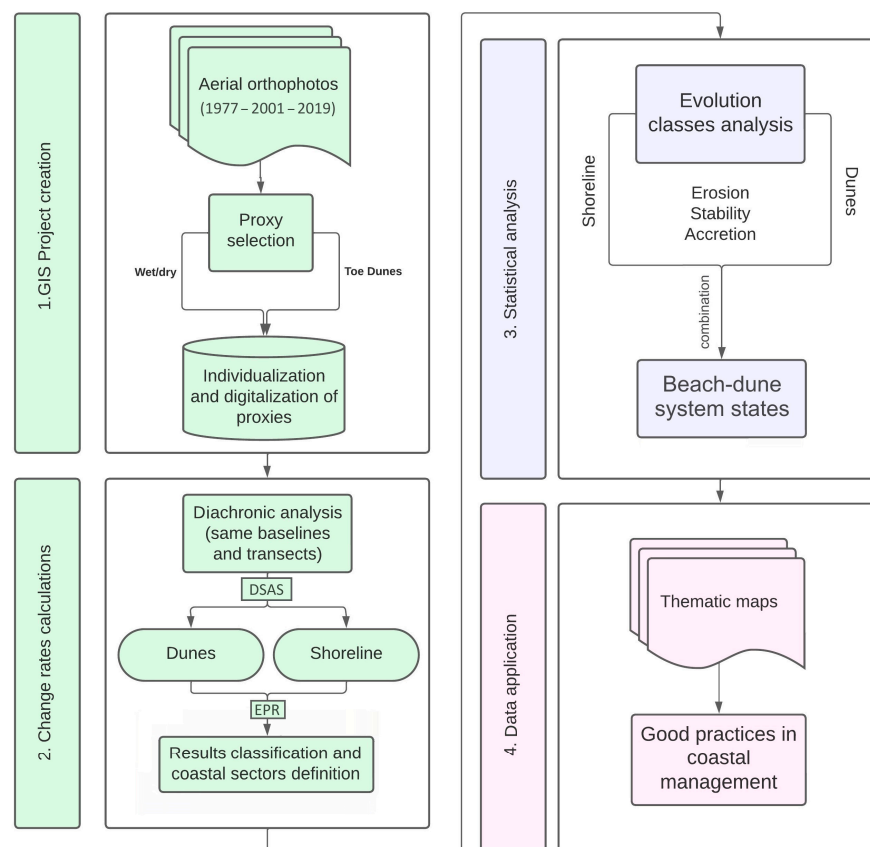 1.GIS Project creation
Aerial orthophotos
(1977 – 2001 – 2019)
Proxy
selection
Wet/dry
Toe Dunes
Individualization
and digitalization of
proxies
2. Change rates calculations
Diachronic analysis
(same baselines
and transects)
DSAS
Dunes
Shoreline
EPR
Results classification and
coastal sectors definition
3. Statistical analysis
Evolution
classes analysis
Shoreline
Dunes
Erosion
Stability
Accretion
combination
Beach-dune
system states
4. Data application
Thematic maps
Good practices in
coastal
management